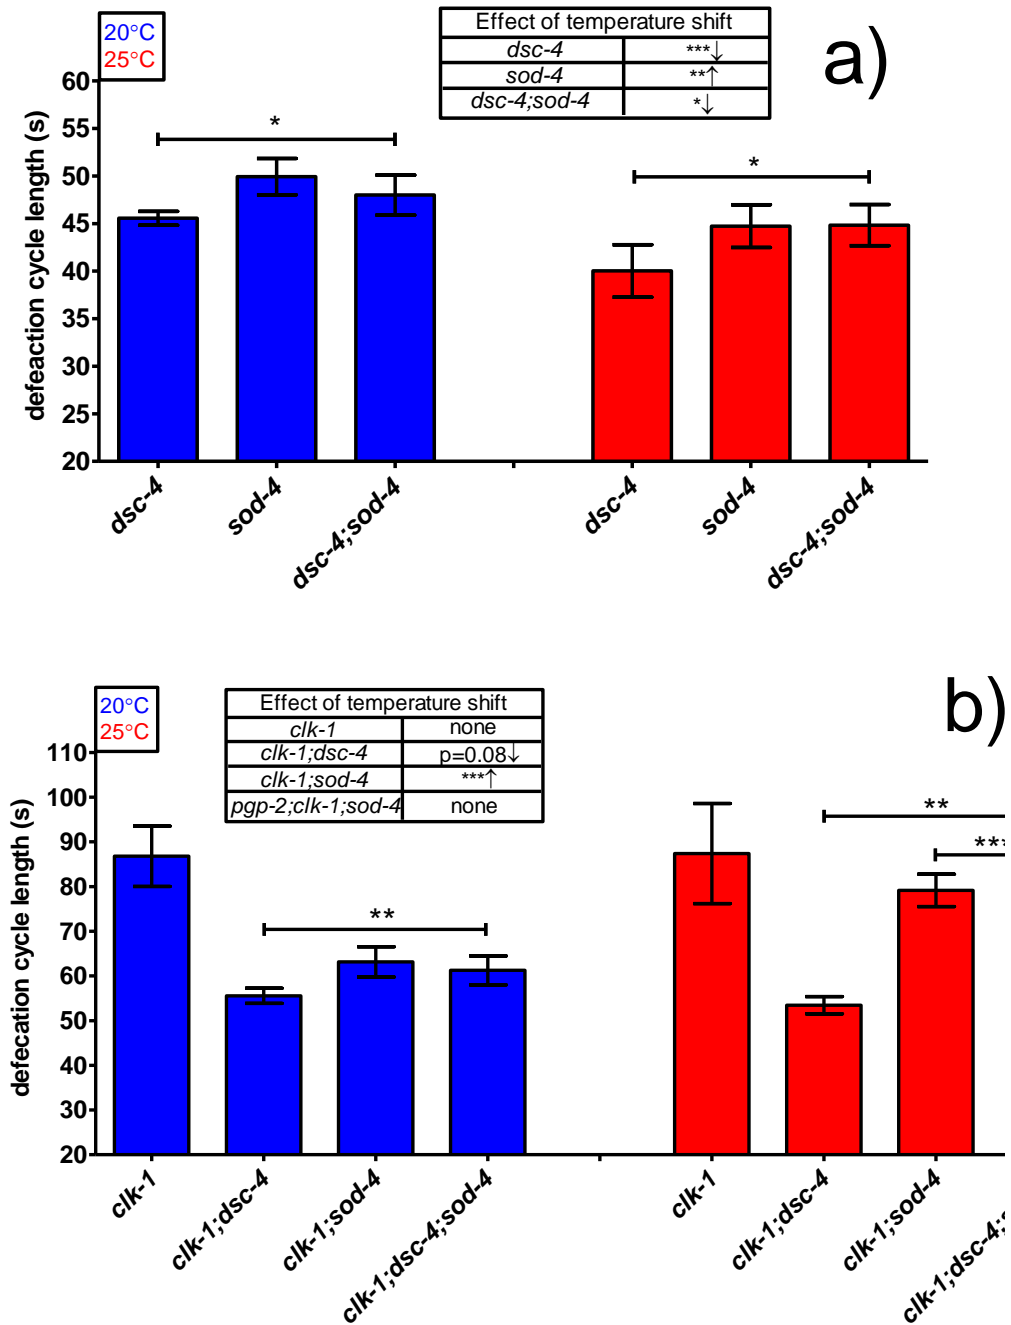 20°C
25°C
Effect of temperature shift
dsc-4 ***↓
sod-4 **↑
dsc-4;sod-4 *↓
a)
defeaction cycle length (s)
60
55
50
45
40
35
30
25
20
*
*
dsc-4
sod-4
dsc-4;sod-4
dsc-4
sod-4
dsc-4;sod-4
20°C
25°C
Effect of temperature shift
clk-1 none
clk-1;dsc-4 p=0.08↓
clk-1;sod-4 ***↑
pgp-2;clk-1;sod-4 none
b)
defecation cycle length (s)
110
100
90
80
70
60
50
40
30
20
**
**
***
clk-1
clk-1;dsc-4
clk-1;sod-4
clk-1;dsc-4;sod-4
clk-1
clk-1;dsc-4
clk-1;sod-4
clk-1;dsc-4;